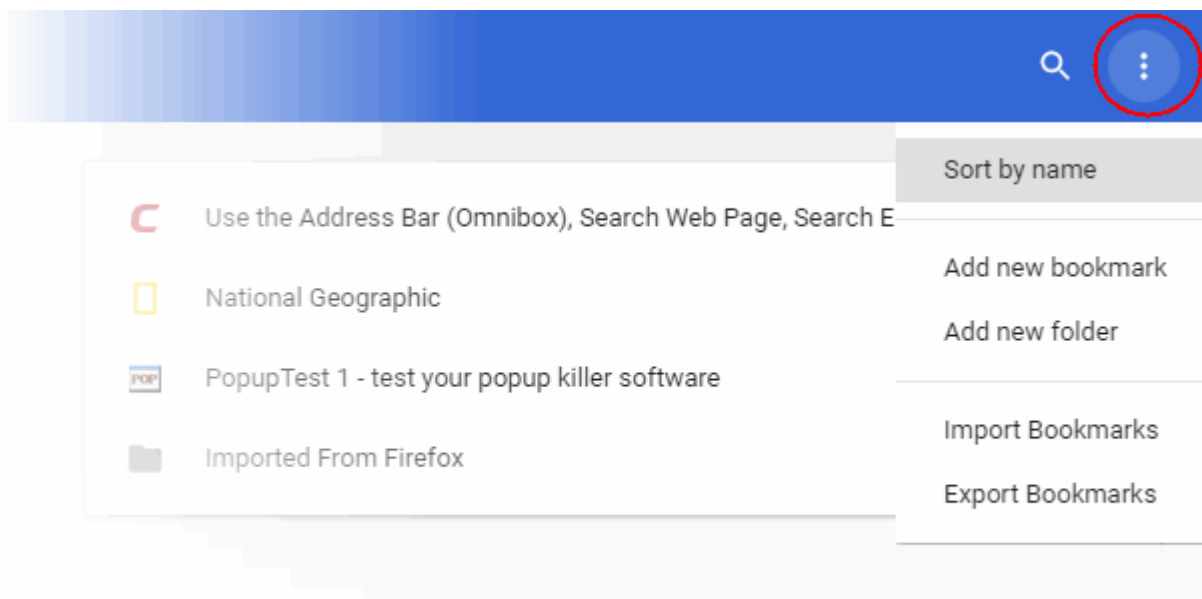 Sort by name
Use the Address Bar (Omnibox), Search Web Page, Search E
Add new bookmark
National Geographic
Add new folder
POP
PopupTest 1 - test your popup killer software
Import Bookmarks
Imported From Firefox
Export Bookmarks